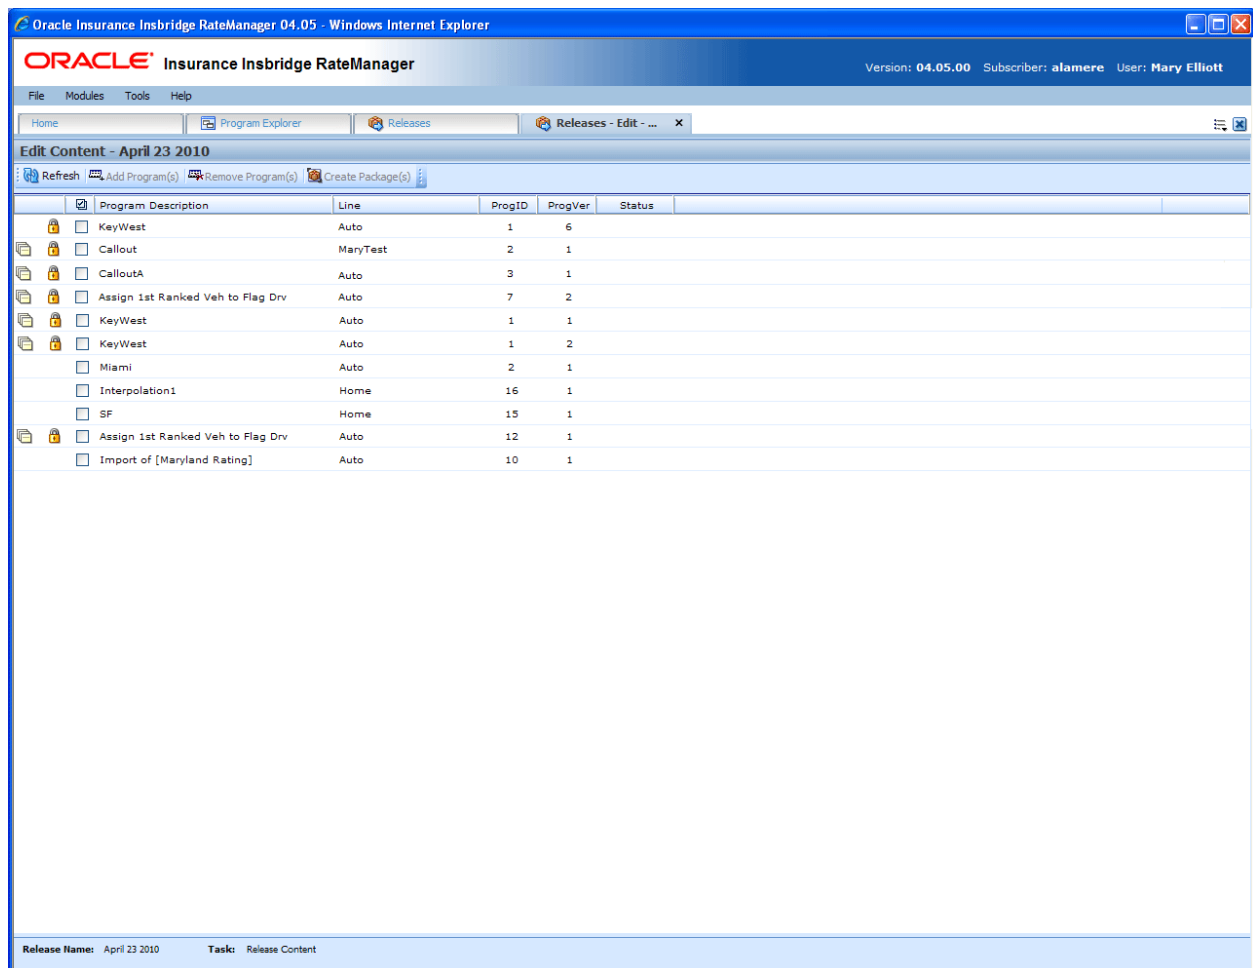 Oracle Insurance Insbridge RateManager 04.05 - Windows Internet Explorer
ORACLE Insurance Insbridge RateManager
Version: 04.05.00 Subscriber: alamere User: Mary Elliott
File Modules Tools Help
Home Program Explorer Releases Releases - Edit - ...
Edit Content - April 23 2010
Refresh Add Program(s) Remove Program(s) Create Package(s)
Program Description Line ProgID ProgVer Status
KeyWest Auto 1 6
Callout MaryTest 2 1
CalloutA Auto 3 1
Assign 1st Ranked Veh to Flag Drv Auto 7 2
KeyWest Auto 1 1
KeyWest Auto 1 2
Miami Auto 2 1
Interpolation1 Home 16 1
SF Home 15 1
Assign 1st Ranked Veh to Flag Drv Auto 12 1
Import of [Maryland Rating] Auto 10 1
Release Name: April 23 2010 Task: Release Content